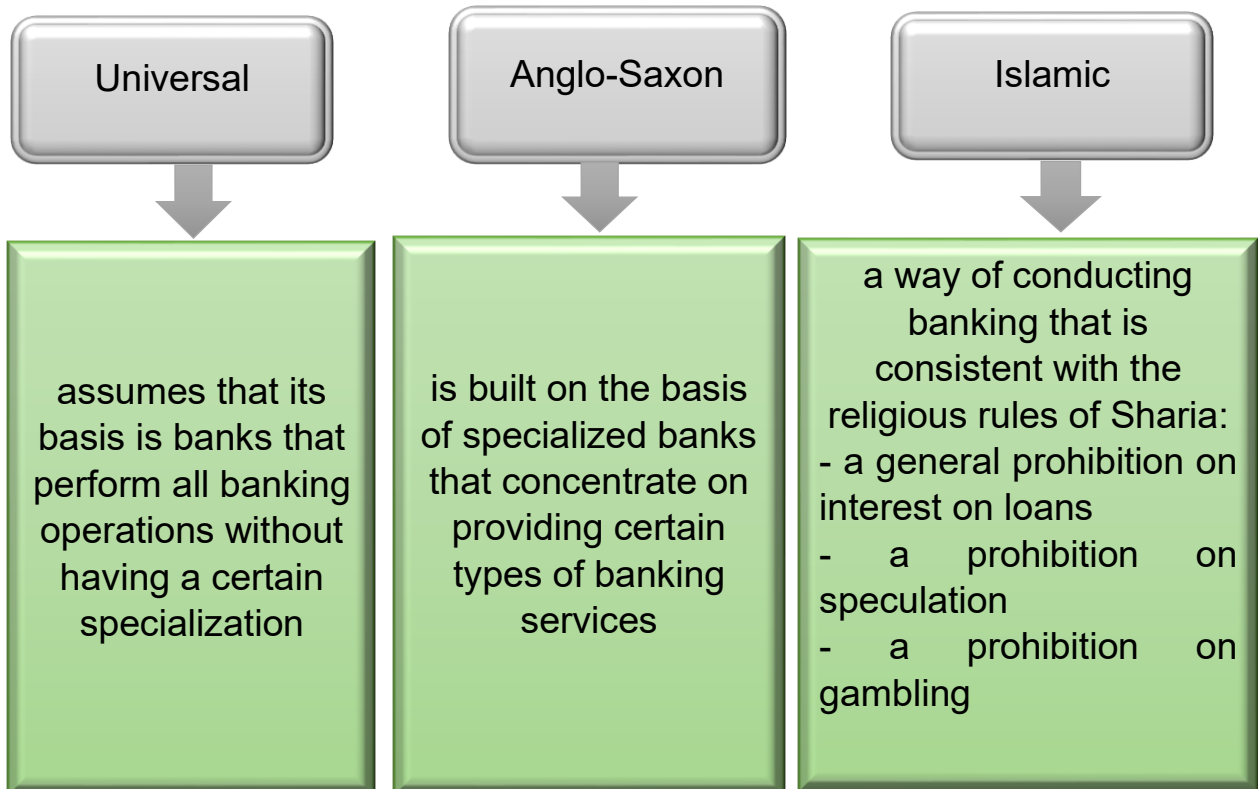 Universal
Anglo-Saxon
Islamic
assumes that its
basis is banks that
perform all banking
operations without
having a certain
specialization
is built on the basis
of specialized banks
that concentrate on
providing certain
types of banking
services
a way of conducting
banking that is
consistent with the
religious rules of Sharia:
- a general prohibition on
interest on loans
- a prohibition on
speculation
- a prohibition on
gambling